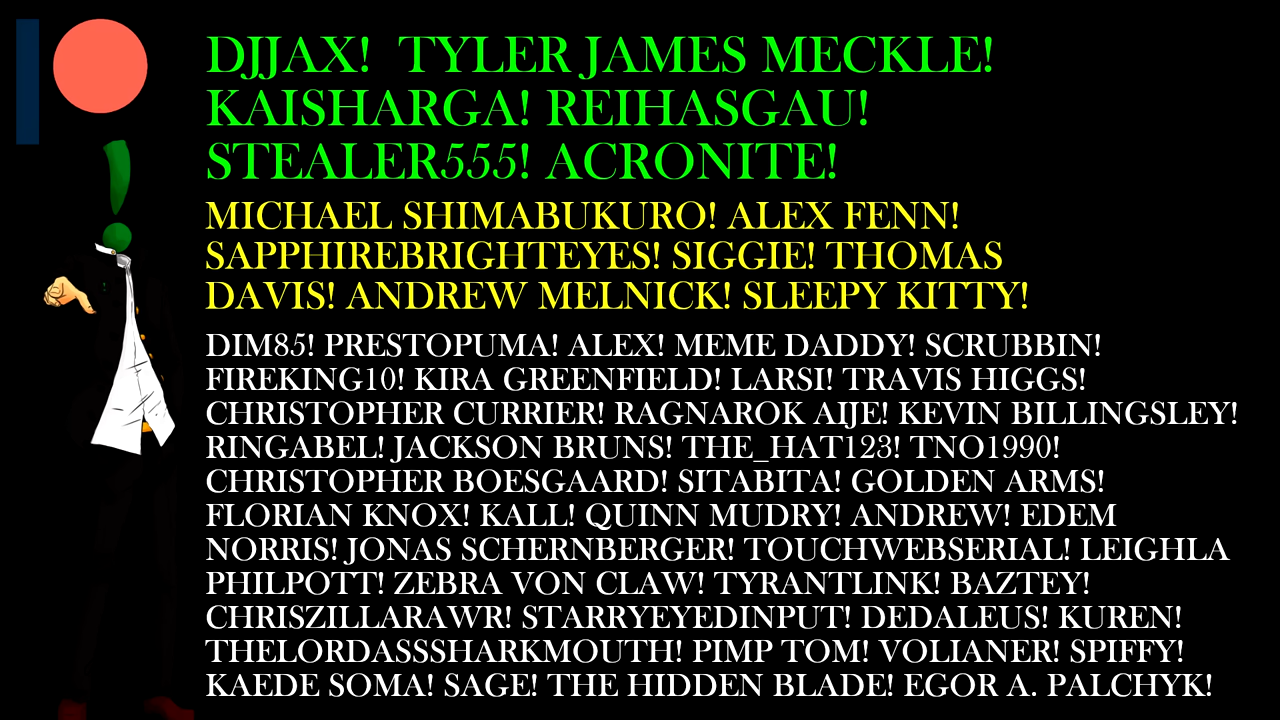 DJJAX!  TYLER JAMES MECKLE!
KAISHARGA! REIHASGAU!
STEALER555! ACRONITE!
MICHAEL SHIMABUKURO! ALEX FENN!
SAPPHIREBRIGHTEYES! SIGGIE! THOMAS
DAVIS! ANDREW MELNICK! SLEEPY KITTY!
DIM85! PRESTOPUMA! ALEX! MEME DADDY! SCRUBBIN!
FIREKING10! KIRA GREENFIELD! LARSI! TRAVIS HIGGS!
CHRISTOPHER CURRIER! RAGNAROK AIJE! KEVIN BILLINGSLEY!
RINGABEL! JACKSON BRUNS! THE_HAT123! TNO1990!
CHRISTOPHER BOESGAARD! SITABITA! GOLDEN ARMS!
FLORIAN KNOX! KALL! QUINN MUDRY! ANDREW! EDEM
NORRIS! JONAS SCHERNBERGER! TOUCHWEBSERIAL! LEIGHLA
PHILPOTT! ZEBRA VON CLAW! TYRANTLINK! BAZTEY!
CHRISZILLARAWR! STARRYEYEDINPUT! DEDALEUS! KUREN!
THELORDASSSHARKMOUTH! PIMP TOM! VOLIANER! SPIFFY!
KAEDE SOMA! SAGE! THE HIDDEN BLADE! EGOR A. PALCHYK!